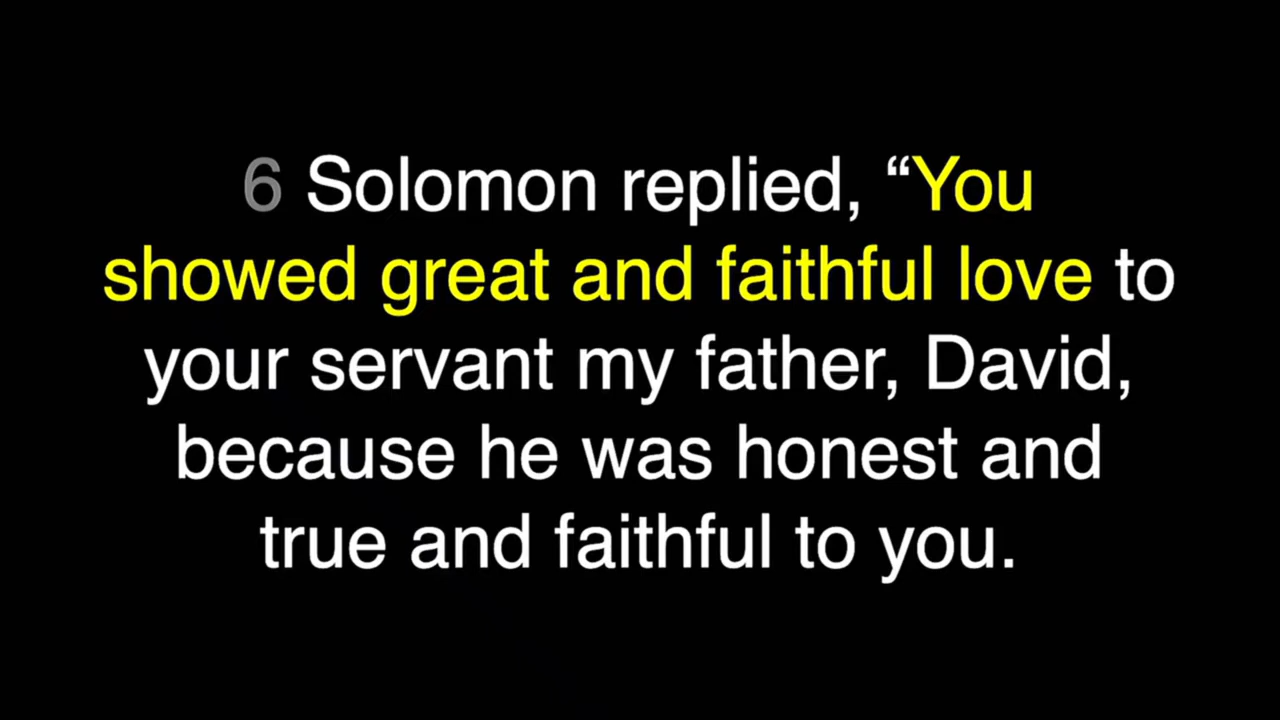 6 Solomon replied, “You
showed great and faithful love to
your servant my father, David,
because he was honest and
true and faithful to you.